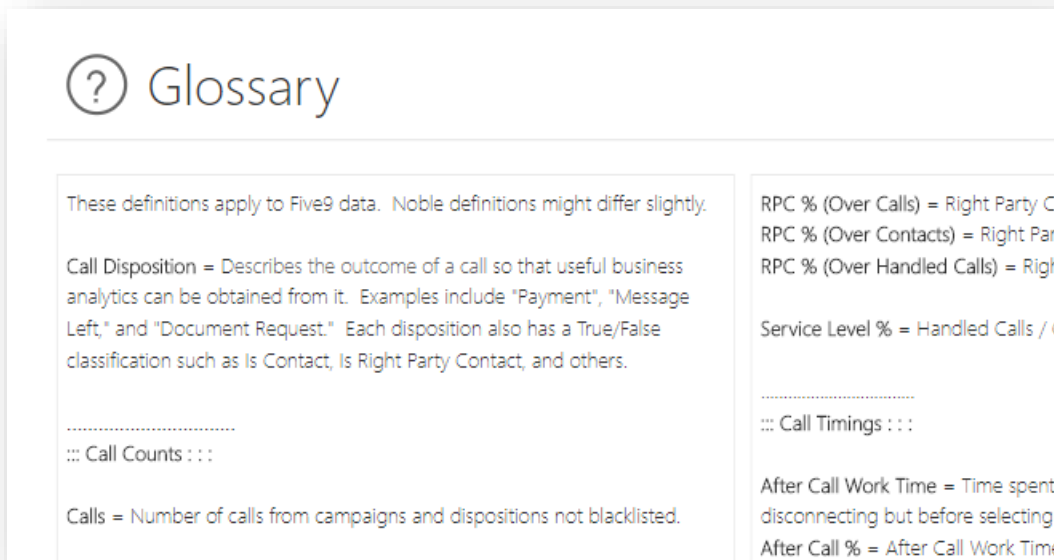 Glossary
These definitions apply to Five9 data.  Noble definitions might differ slightly.
Call Disposition = Describes the outcome of a call so that useful business
analytics can be obtained from it.  Examples include "Payment", "Message
Left," and "Document Request."  Each disposition also has a True/False
classification such as Is Contact, Is Right Party Contact, and others.
................................
::: Call Counts : : :
Calls = Number of calls from campaigns and dispositions not blacklisted.
RPC % (Over Calls) = Right Party
RPC % (Over Contacts) = Right
RPC % (Over Handled Calls) =
Service Level % = Handled Calls /
................................
::: Call Timings : : :
After Call Work Time = Time spent
disconnecting but before selecting
After Call % = After Call Work Time